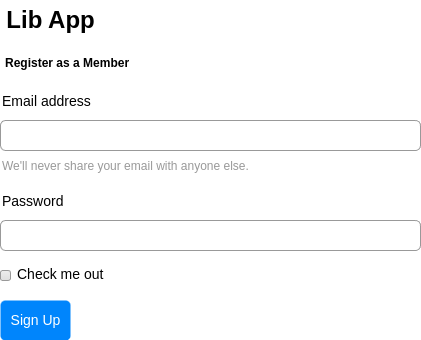 Lib App
Register as a Member
Email address
We'll never share your email with anyone else.
Password
Check me out
Sign Up